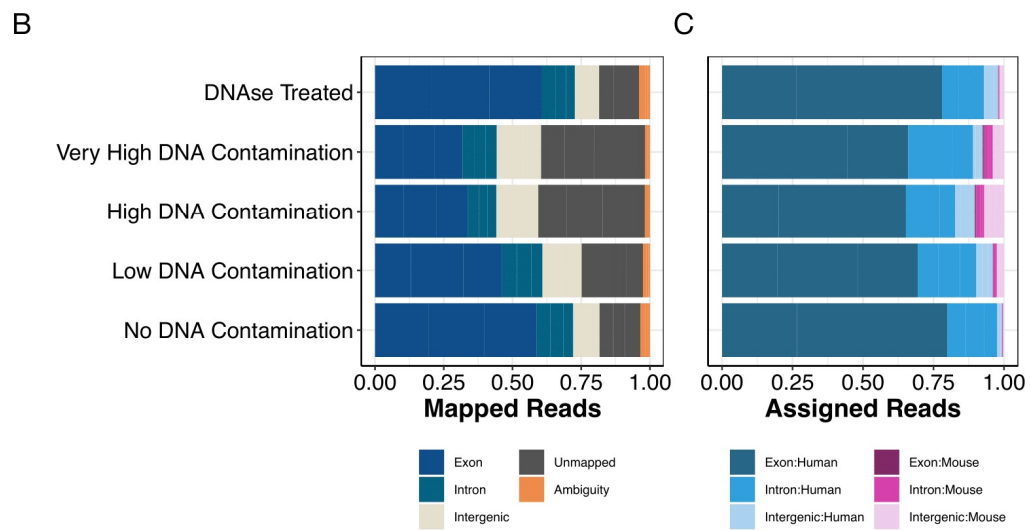 B
C
DNAse Treated
Very High DNA Contamination
High DNA Contamination
Low DNA Contamination
No DNA Contamination
0.00 0.25 0.50 0.75 1.00
0.00 0.25 0.50 0.75 1.00
Mapped Reads
Assigned Reads
Exon
Intron
Intergenic
Unmapped
Ambiguity
Exon:Human
Intron:Human
Intergenic:Human
Exon:Mouse
Intron:Mouse
Intergenic:Mouse